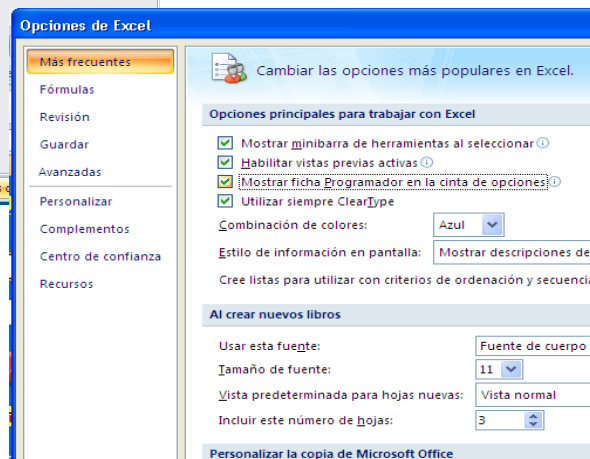 Opciones de Excel
Más frecuentes
Fórmulas
Revisión
Guardar
Avanzadas
Personalizar
Complementos
Centro de confianza
Recursos
Cambiar las opciones más populares en Excel.
Opciones principales para trabajar con Excel
Mostrar minibarra de herramientas al seleccionar
Habilitar vistas previas activas
Mostrar ficha Programador en la cinta de opciones
Utilizar siempre ClearType
Combinación de colores: Azul
Estilo de información en pantalla: Mostrar descripciones de
Cree listas para utilizar con criterios de ordenación y
Al crear nuevos libros
Usar esta fuente: Fuente de cuerpo
Tamaño de fuente: 11
Vista predeterminada para hojas nuevas: Vista normal
Incluir este número de hojas: 3
Personalizar la copia de Microsoft Office